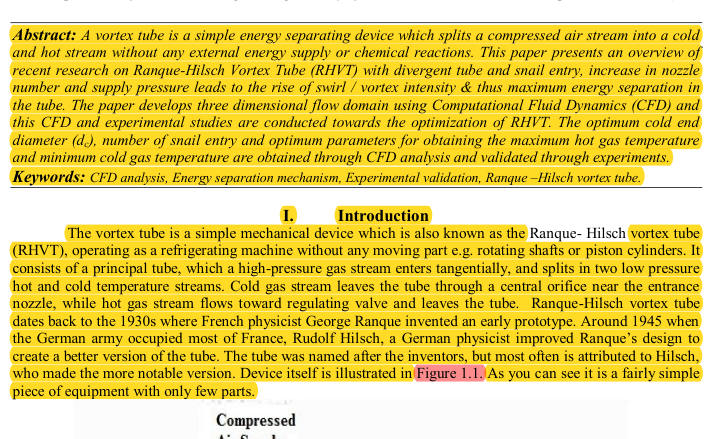 Abstract: A vortex tube is a simple energy separating device which splits a compressed air stream into a cold
and hot stream without any external energy supply or chemical reactions. This paper presents an overview of
recent research on Ranque-Hilsch Vortex Tube (RHVT) with divergent tube and snail entry, increase in nozzle
number and supply pressure leads to the rise of swirl / vortex intensity & thus maximum energy separation in
the tube. The paper develops three dimensional flow domain using Computational Fluid Dynamics (CFD) and
this CFD and experimental studies are conducted towards the optimization of RHVT. The optimum cold end
diameter (dc), number of snail entry and optimum parameters for obtaining the maximum hot gas temperature
and minimum cold gas temperature are obtained through CFD analysis and validated through experiments.
Keywords: CFD analysis, Energy separation mechanism, Experimental validation, Ranque –Hilsch vortex tube.
I. Introduction
The vortex tube is a simple mechanical device which is also known as the Ranque- Hilsch vortex tube
(RHVT), operating as a refrigerating machine without any moving part e.g. rotating shafts or piston cylinders. It
consists of a principal tube, which a high-pressure gas stream enters tangentially, and splits in two low pressure
hot and cold temperature streams. Cold gas stream leaves the tube through a central orifice near the entrance
nozzle, while hot gas stream flows toward regulating valve and leaves the tube. Ranque-Hilsch vortex tube
dates back to the 1930s where French physicist George Ranque invented an early prototype. Around 1945 when
the German army occupied most of France, Rudolf Hilsch, a German physicist improved Ranque's design to
create a better version of the tube. The tube was named after the inventors, but most often is attributed to Hilsch,
who made the more notable version. Device itself is illustrated in Figure 1.1. As you can see it is a fairly simple
piece of equipment with only few parts.
Compressed